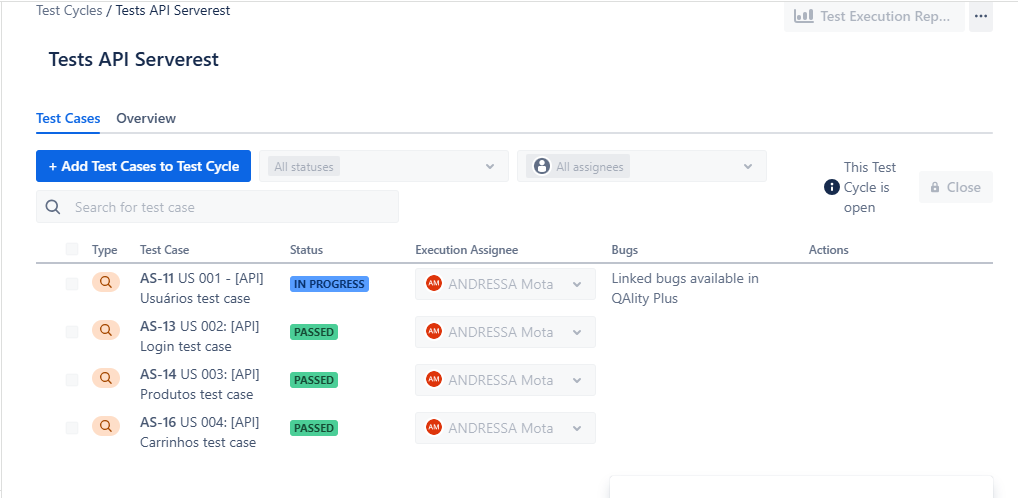 Test Cycles / Tests API Serverest
Test Execution Rep...
Tests API Serverest
Test Cases
Overview
+ Add Test Cases to Test Cycle
All statuses
All assignees
This Test
Cycle is
open
Close
Search for test case
Type
Test Case
Status
Execution Assignee
Bugs
Actions
AS-11 US 001 - [API]
Usuários test case
IN PROGRESS
AM
ANDRESSA Mota
Linked bugs available in
QAlity Plus
AS-13 US 002: [API]
Login test case
PASSED
AM
ANDRESSA Mota
AS-14 US 003: [API]
Produtos test case
PASSED
AM
ANDRESSA Mota
AS-16 US 004: [API]
Carrinhos test case
PASSED
AM
ANDRESSA Mota